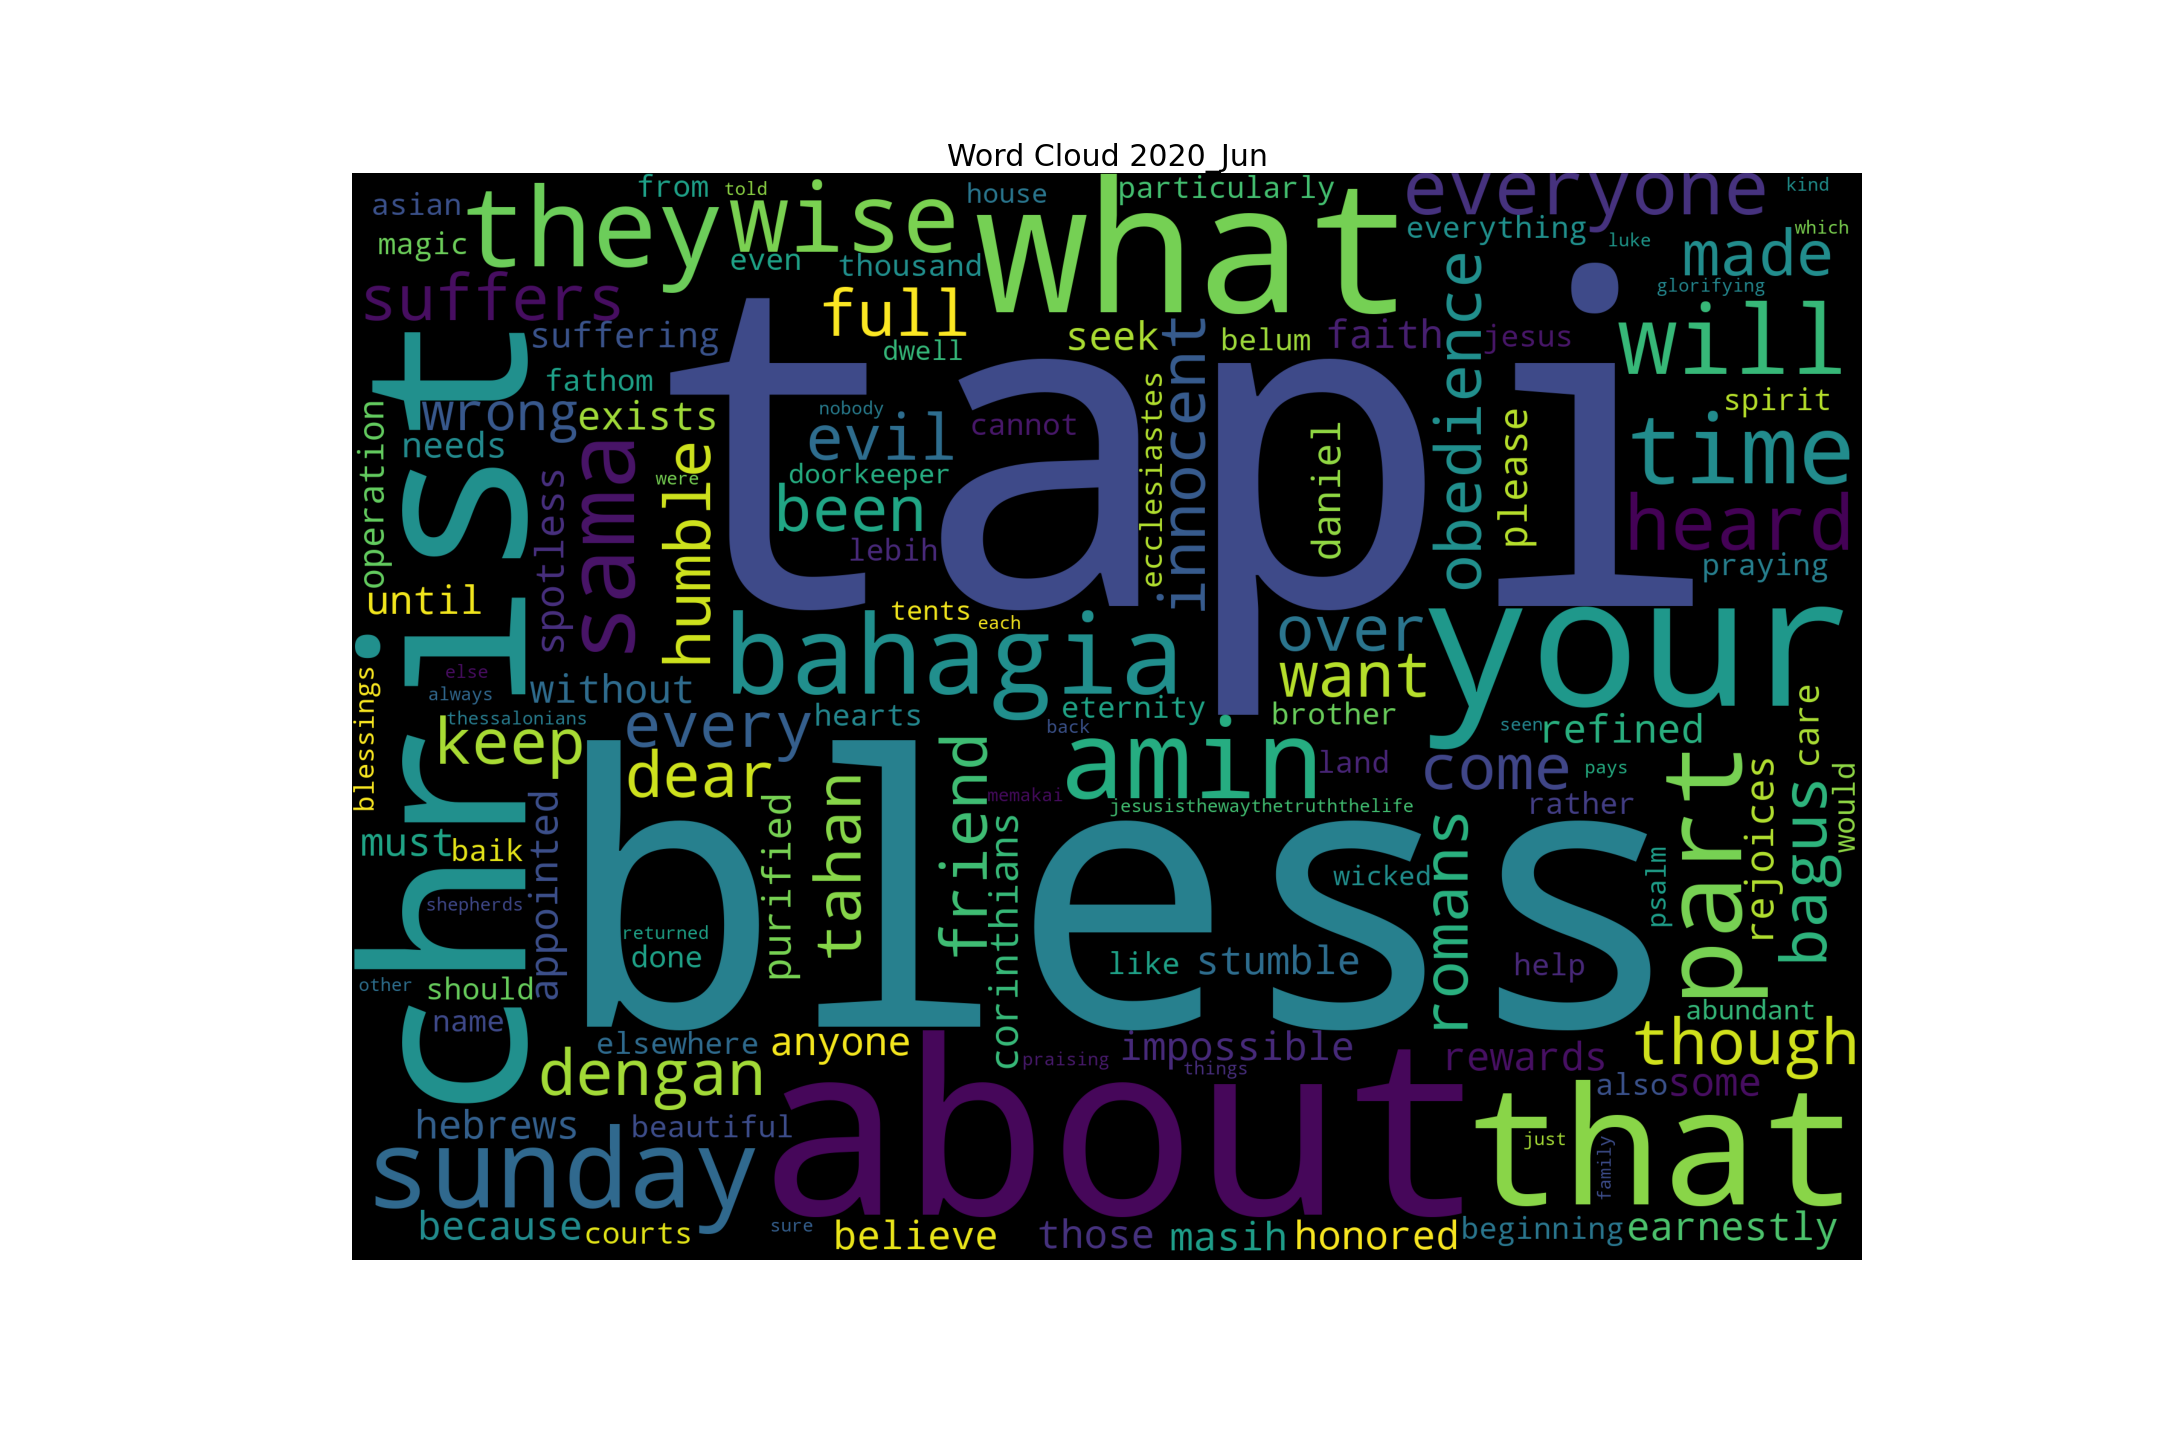 Word Cloud 2020_Jun
asian
magic
they
from
told
wise
house
what
particularly
everyone
kind
everything
luke
which
made
glorifying
even
thousand
suffers
suffering
full
dwell
seek
belum
faith
jesus
will
spirit
fathom
wrong
needs
exists
nobody
evil
cannot
tapi
innocent
ecclesiastes
daniel
obedience
please
time
heard
praying
operation
until
spotless
sama
humble
were
doorkeeper
been
lebih
tents
each
christ
bahagia
over
want
your
else
always
thessalonians
without
every
hearts
eternity
back
brother
seen
refined
blessings
keep
dear
friend
amin
land
come
pays
part
care
rejoices
bagus
would
must
baik
appointed
purified
tahan
memakai
jesusisthewaythetruththelife
rather
corinthians
bless
wicked
romans
psalm
shepherds
returned
done
like
stumble
help
other
should
name
abundant
elsewhere
anyone
praising
impossible
things
rewards
also
some
though
dengan
hebrews
beautiful
sunday
about
that
just
family
because
courts
sure
believe
those
masih
honored
beginning
earnestly